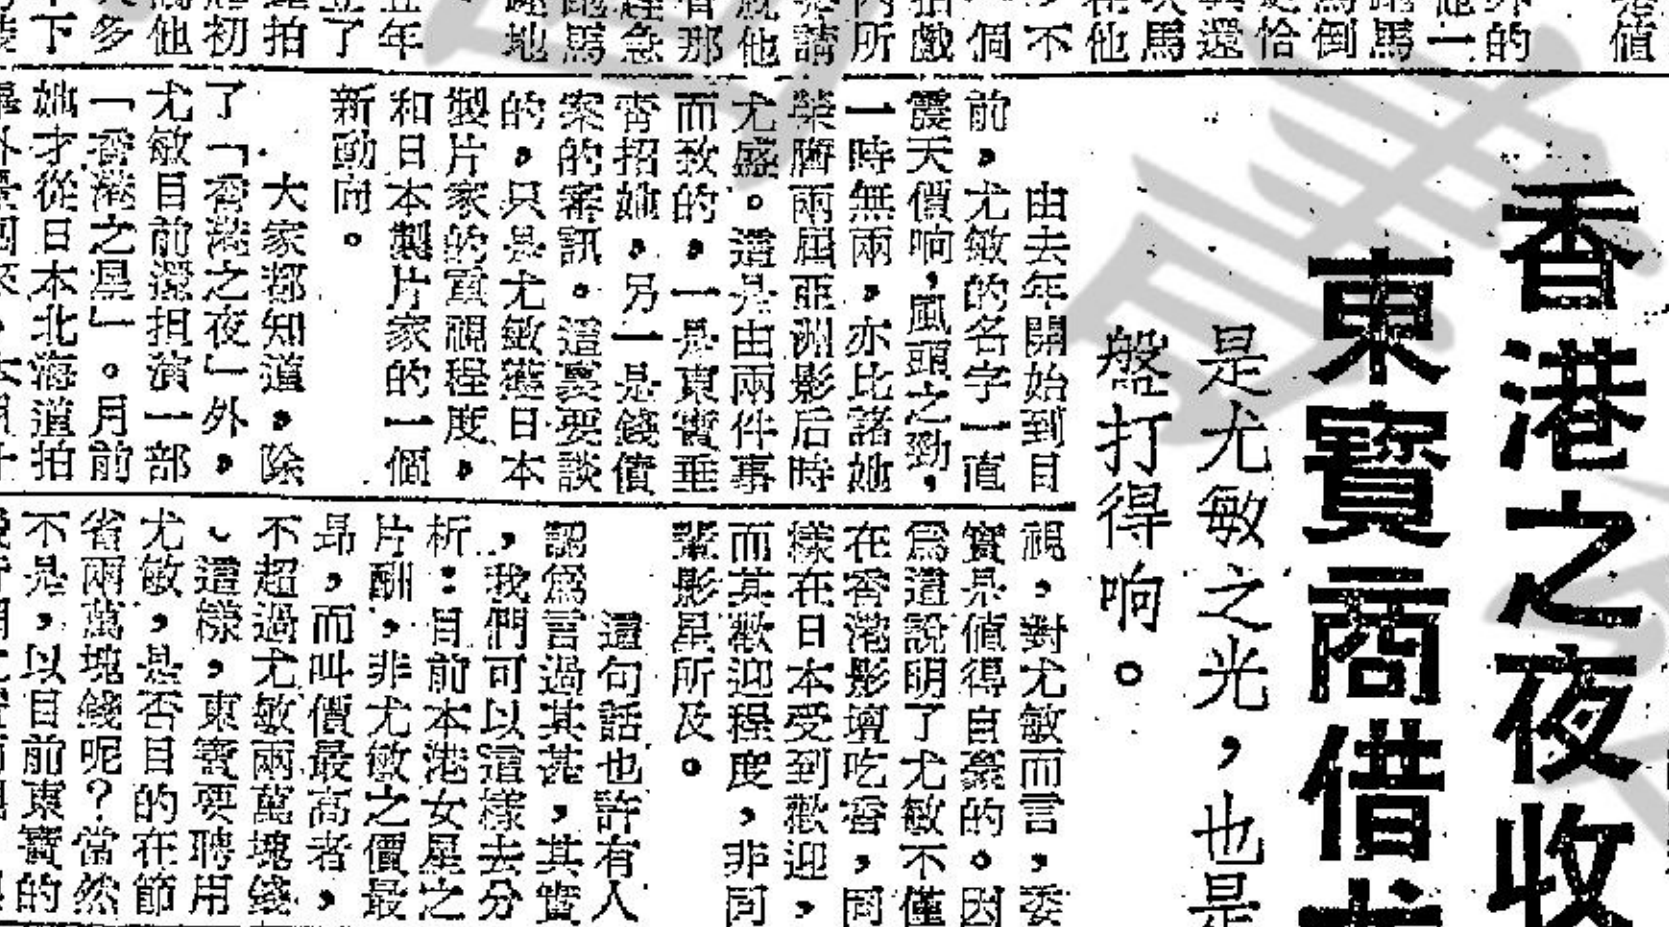 香港之夜收
東寶商借尤
是尤敏之光，也是
盤打得响。
由去年開始到目
前，尤敏的名字一直
震天價响，風頭之勁，
一時無兩，亦比諸她
榮膺兩屆亞洲影后時
尤盛。這是由兩件事
而致的，一是東寶垂
青招她，另一是錢債
案的審訊。這裏要談
的，只是尤敏獲日本
製片家的重視程度，
和日本製片家的一個
新動向。
大家都知道，除
了「香港之夜」外，
尤敏目前還担演一部
「香港之星」。月前
她才從日本北海道拍
視，對尤敏而言，委
實是値得自豪的。因
爲這說明了尤敏不僅
在香港影壇吃香，同
樣在日本受到歡迎，
而其歡迎程度，非同
輩影星所及。
這句話也許有人
認爲言過其甚，其實
，我們可以這樣去分
析：目前本港女星之
片酬，非尤敏之價最
昻，而叫價最高者，
不超過尤敏兩萬塊錢
、這樣，東寶要聘用
尤敏，是否目的在節
省兩萬塊錢呢？當然
不是，以目前東寶的